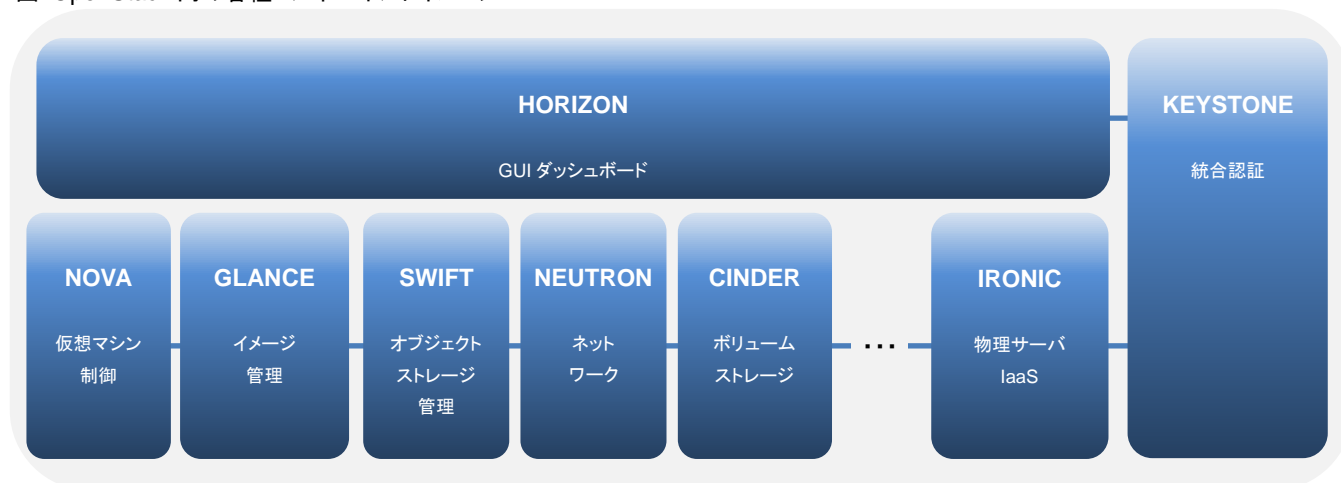 HORIZON
GUI ダッシュボード
KEYSTONE
統合認証
NOVA
仮想マシン
制御
GLANCE
イメージ
管理
SWIFT
オブジェクト
ストレージ
管理
NEUTRON
ネット
ワーク
CINDER
ボリューム
ストレージ
...
IRONIC
物理サーバ
IaaS